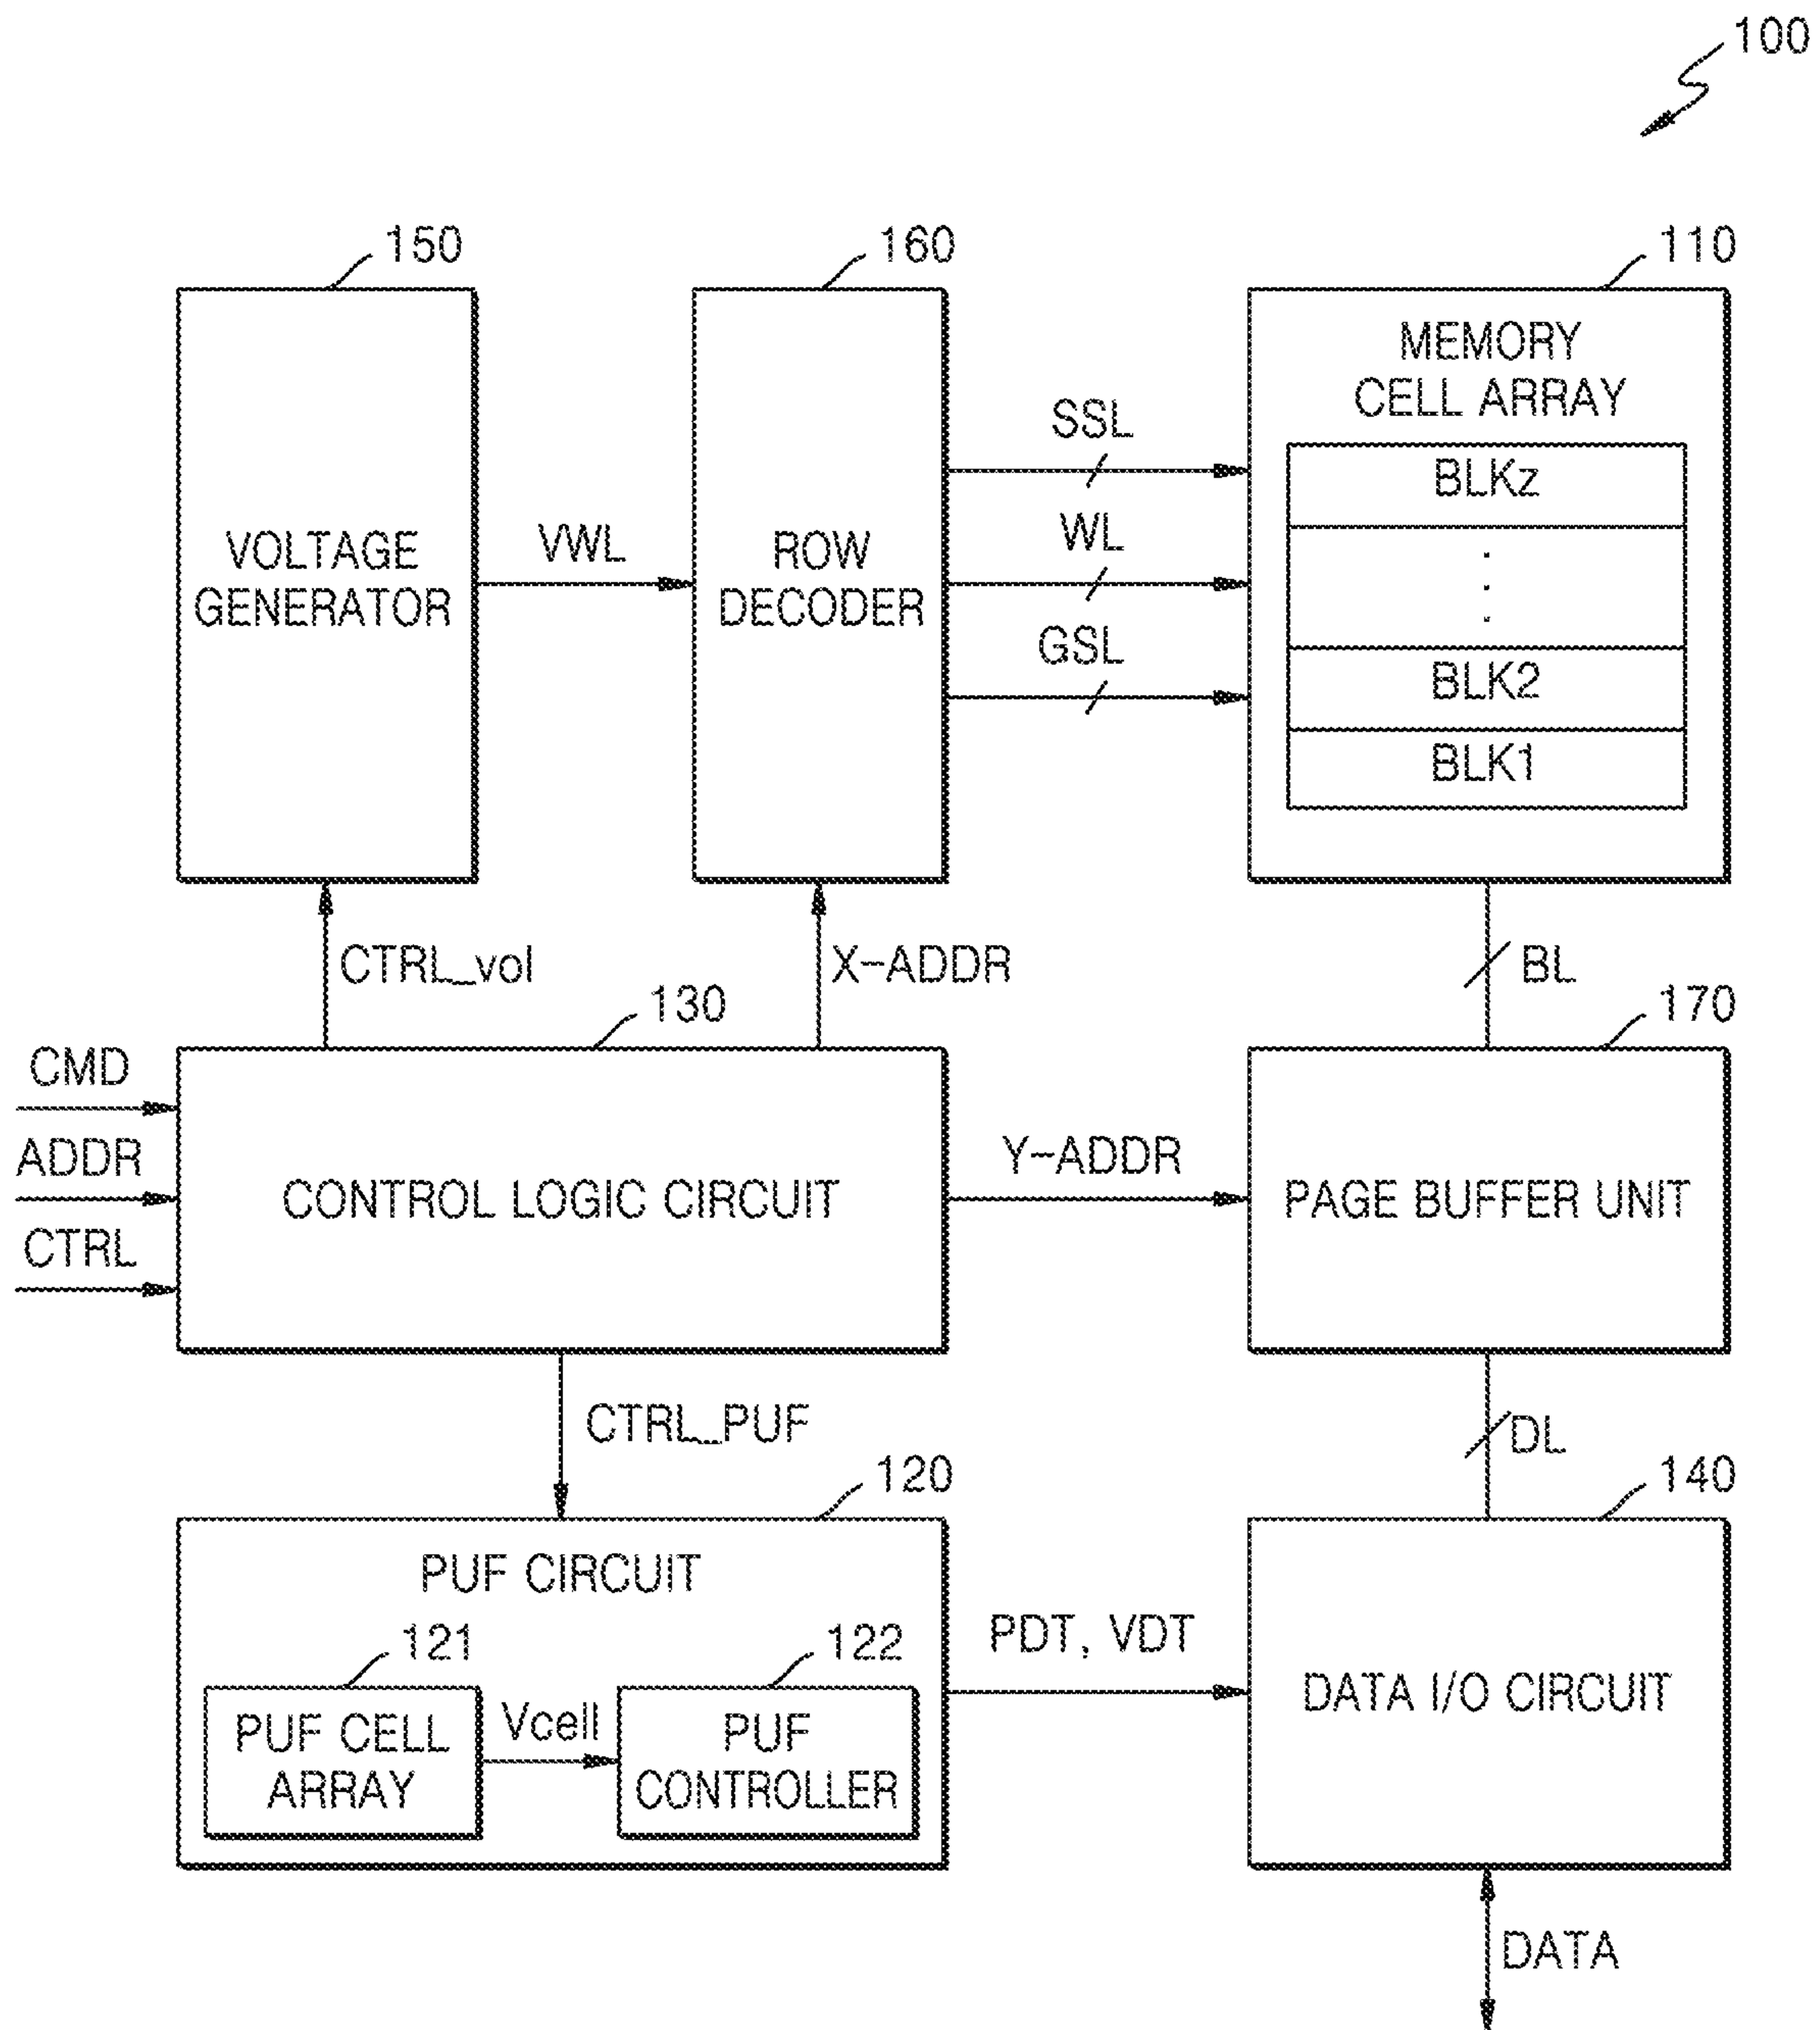 100
150
160
110
VOLTAGE
GENERATOR
VWL
ROW
DECODER
SSL
WL
GSL
MEMORY
CELL ARRAY
BLKz
BLK2
BLK1
CTRL_vol
X-ADDR
BL
130
170
CMD
ADDR
CTRL
CONTROL LOGIC CIRCUIT
Y-ADDR
PAGE BUFFER UNIT
CTRL_PUF
DL
120
140
PUF CIRCUIT
121
122
PUF CELL
ARRAY
Vcell
PUF
CONTROLLER
PDT, VDT
DATA I/O CIRCUIT
DATA